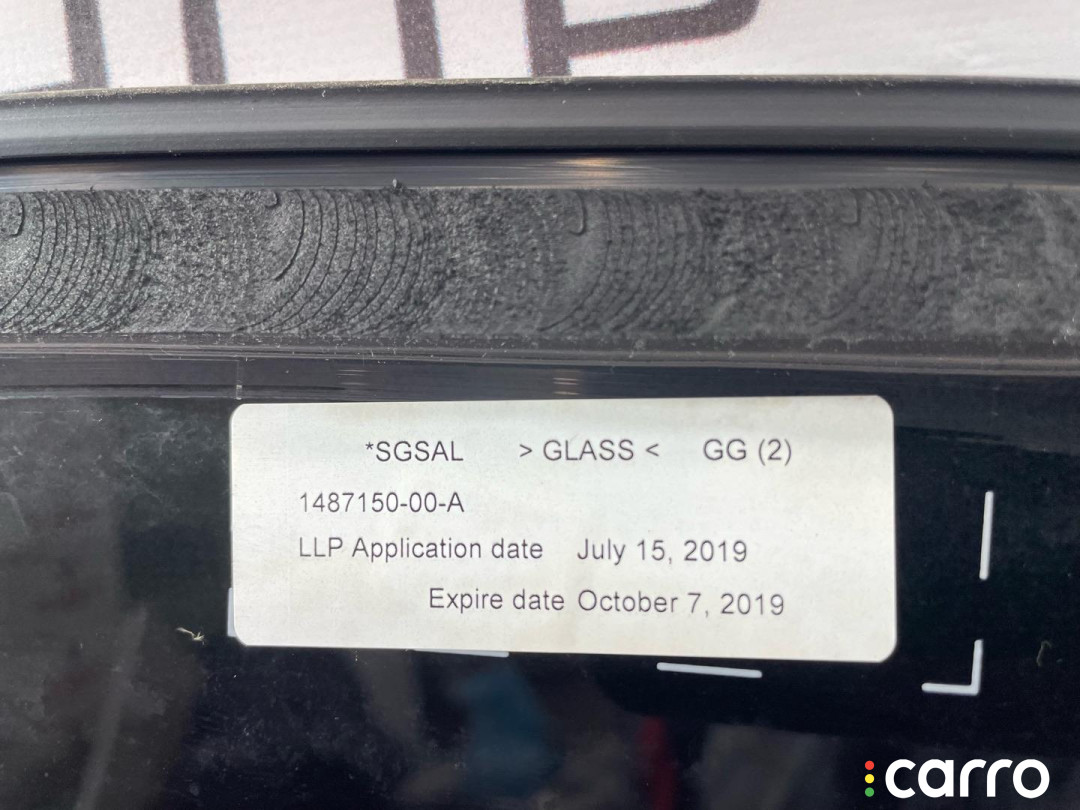 *SGSAL > GLASS < GG (2)
1487150-00-A
LLP Application date July 15, 2019
Expire date October 7, 2019
carro